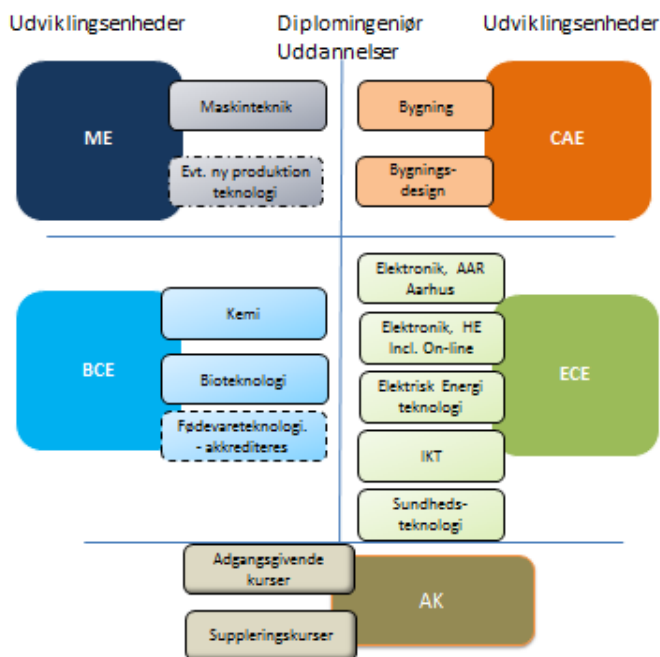 Udviklingsenheder
Diplomingeniør
Uddannelser
Udviklingsenheder
ME
Maskinteknik
Evt. ny produktion
teknologi
Bygning
Bygnings-
design
CAE
BCE
Kemi
Bioteknologi
Fødevareteknologi.
- akkrediteres
Elektronik, AAR
Aarhus
Elektronik, HE
Incl. On-line
Elektrisk Energi
teknologi
IKT
Sundheds-
teknologi
ECE
Adgangsgivende
kurser
Suppleringskurser
AK